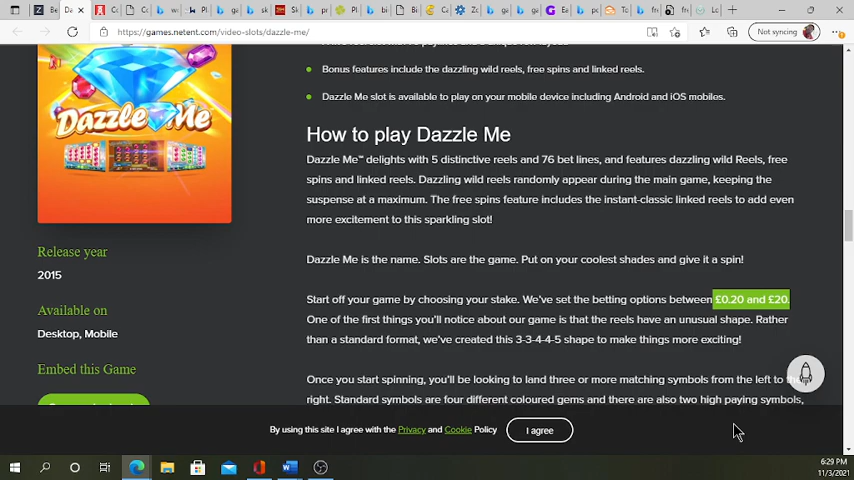 https://games.netent.com/video-slots/dazzle-me/
Not syncing
Bonus features include the dazzling wild reels, free spins and linked reels.
Dazzle Me slot is available to play on your mobile device including Android and iOS mobiles.
Dazzle Me
How to play Dazzle Me
Dazzle Me™ delights with 5 distinctive reels and 76 bet lines, and features dazzling wild Reels, free
spins and linked reels. Dazzling wild reels randomly appear during the main game, keeping the
suspense at a maximum. The free spins feature includes the instant-classic linked reels to add even
more excitement to this sparkling slot!
Dazzle Me is the name. Slots are the game. Put on your coolest shades and give it a spin!
Release year
2015
Start off your game by choosing your stake. We've set the betting options between £0.20 and £20.
One of the first things you'll notice about our game is that the reels have an unusual shape. Rather
than a standard format, we've created this 3-3-4-4-5 shape to make things more exciting!
Available on
Desktop, Mobile
Embed this Game
Once you start spinning, you'll be looking to land three or more matching symbols from the left to the
right. Standard symbols are four different coloured gems and there are also two high paying symbols,
By using this site I agree with the Privacy and Cookie Policy
I agree
6:29 PM
11/3/2021